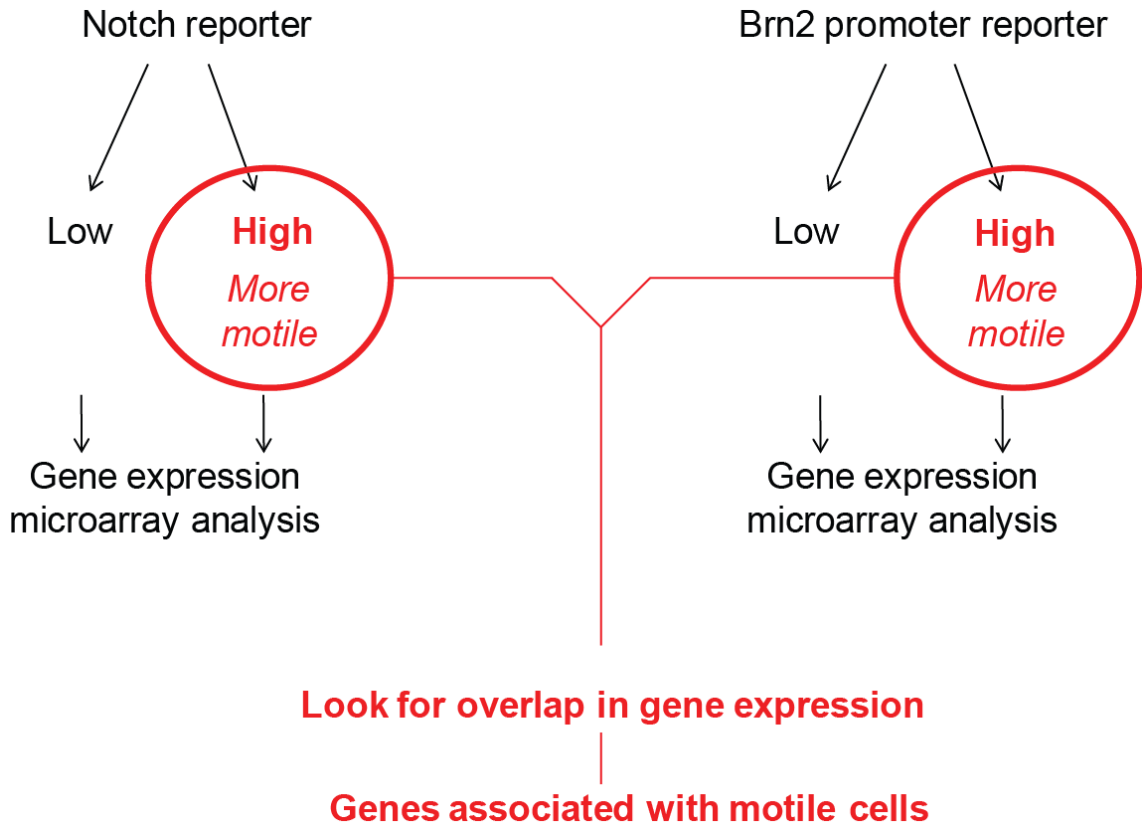 Notch reporter
Low
High
More
motile
Gene expression
microarray analysis
Brn2 promoter reporter
Low
High
More
motile
Gene expression
microarray analysis
Look for overlap in gene expression
Genes associated with motile cells